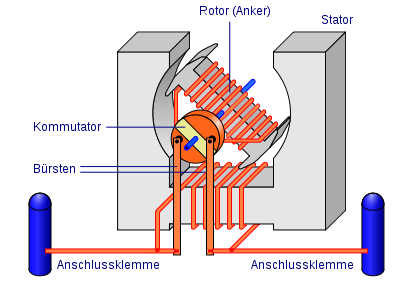 Rotor (Anker)
Stator
Kommutator
Bürsten
Anschlussklemme
Anschlussklemme